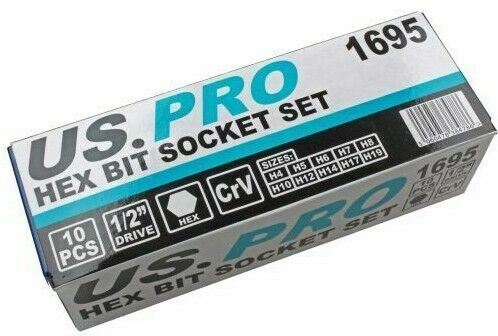 US.PRO 1695
HEX BIT SOCKET SET
10 PCS
1/2" DRIVE
HEX
CrV
SIZES:
H4 H5 H6 H7 H8
H10 H12 H14 H17 H19
US.PRO 1695
HEX BIT SOCKET SET